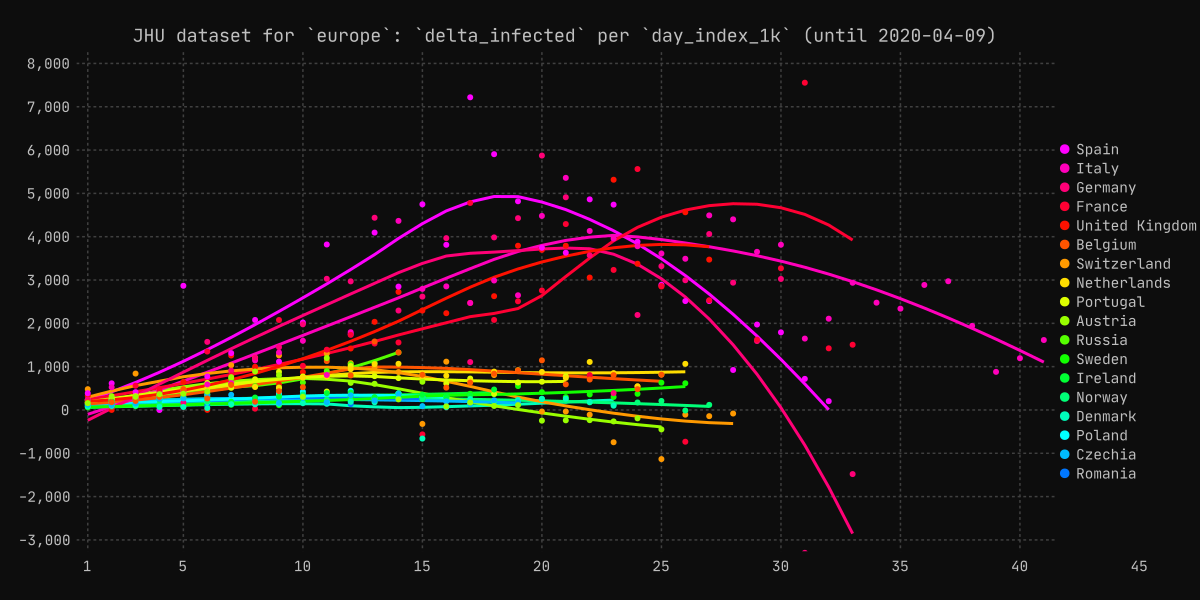 JHU dataset for `europe`: `delta_infected` per `day_index_1k` (until 2020-04-09)
8,000
7,000
6,000
5,000
4,000
3,000
2,000
1,000
0
−1,000
−2,000
−3,000
1 5 10 15 20 25 30 35 40 45
Spain
Italy
Germany
France
United Kingdom
Belgium
Switzerland
Netherlands
Portugal
Austria
Russia
Sweden
Ireland
Norway
Denmark
Poland
Czechia
Romania